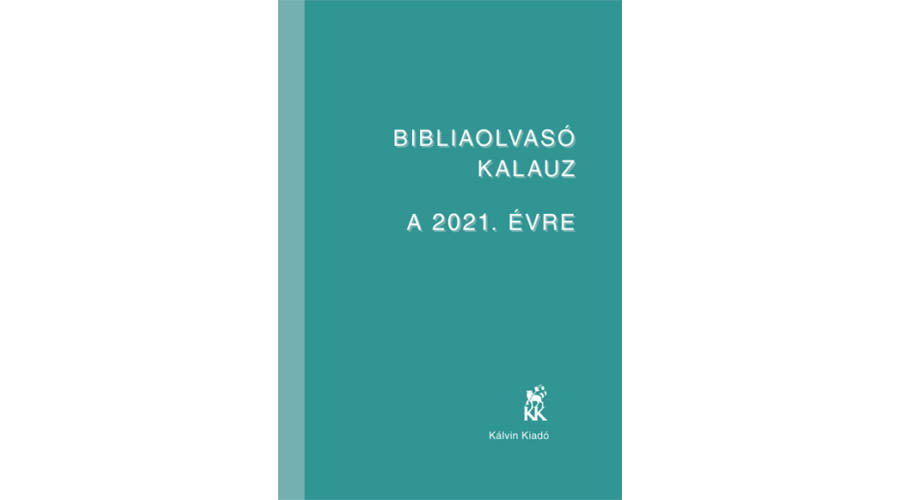 BIBLIAOLVASÓ
KALAUZ
A 2021. ÉVRE
KK
Kálvin Kiadó